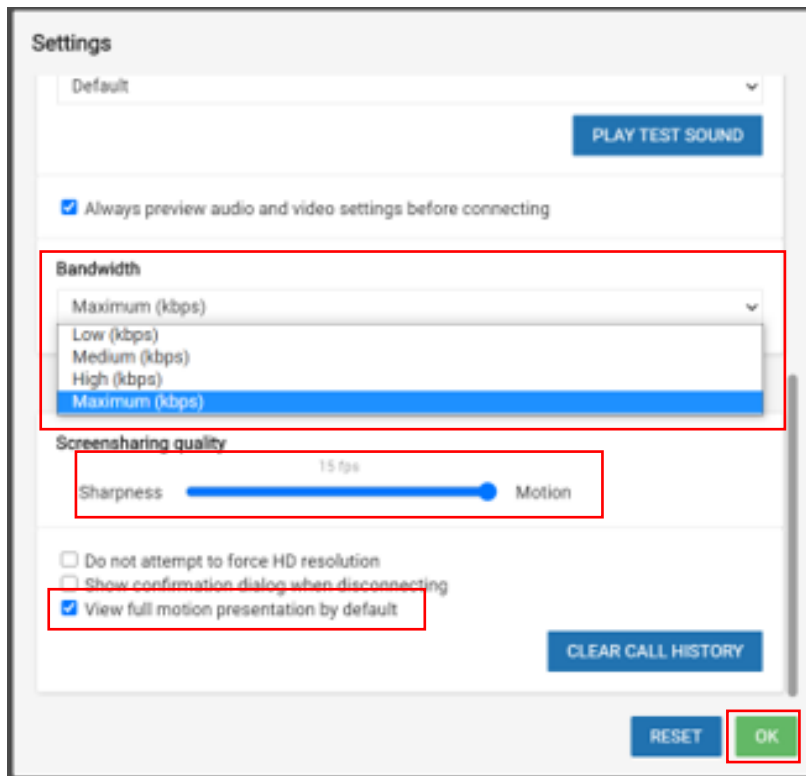 Settings
Default
PLAY TEST SOUND
Always preview audio and video settings before connecting
Bandwidth
Maximum (kbps)
Low (kbps)
Medium (kbps)
High (kbps)
Maximum (kbps)
Screensharing quality
15 fps
Sharpness Motion
Do not attempt to force HD resolution
Show confirmation dialog when disconnecting
View full motion presentation by default
CLEAR CALL HISTORY
RESET OK